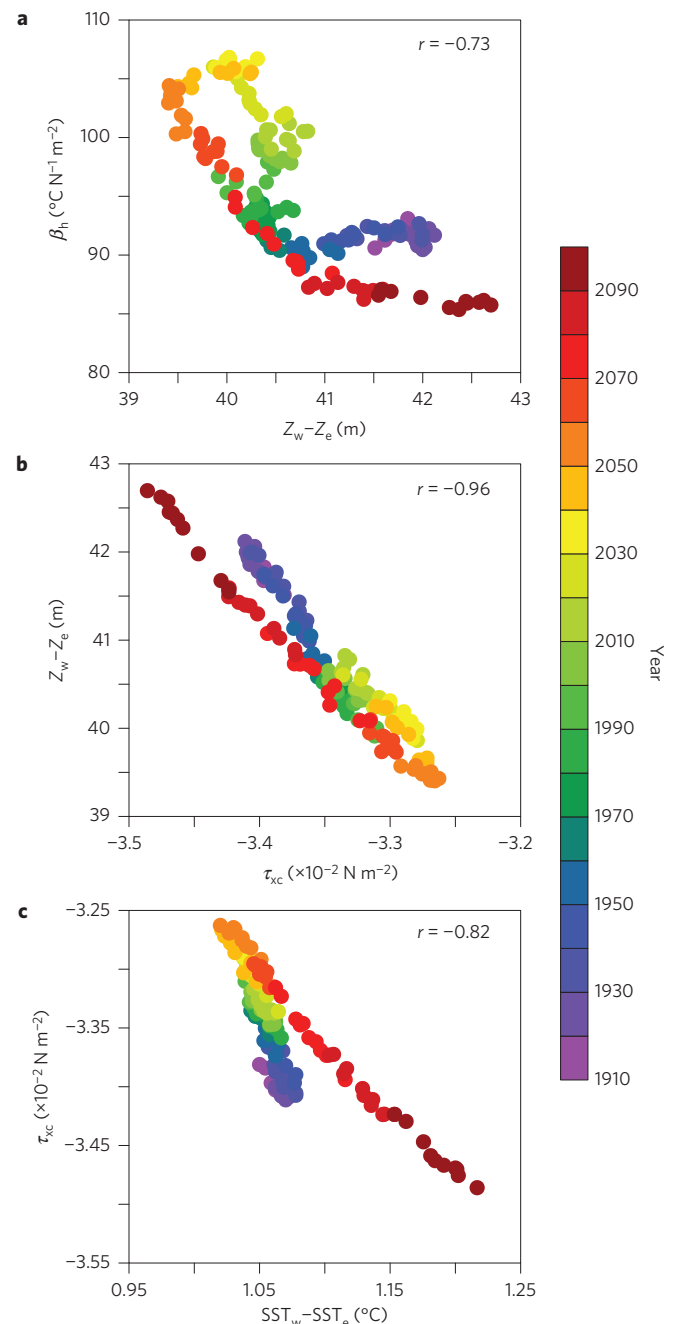 a
r = −0.73
110
100
90
80
β_h (°C N⁻¹ m⁻²)
39 40 41 42 43
Z_w−Z_e (m)
b
r = −0.96
43
42
41
40
39
Z_w−Z_e (m)
−3.5 −3.4 −3.3 −3.2
τ_xc (×10⁻² N m⁻²)
c
r = −0.82
−3.25
−3.35
−3.45
−3.55
τ_xc (×10⁻² N m⁻²)
0.95 1.05 1.15 1.25
SST_w−SST_e (°C)
2090
2070
2050
2030
2010
1990
1970
1950
1930
1910
Year